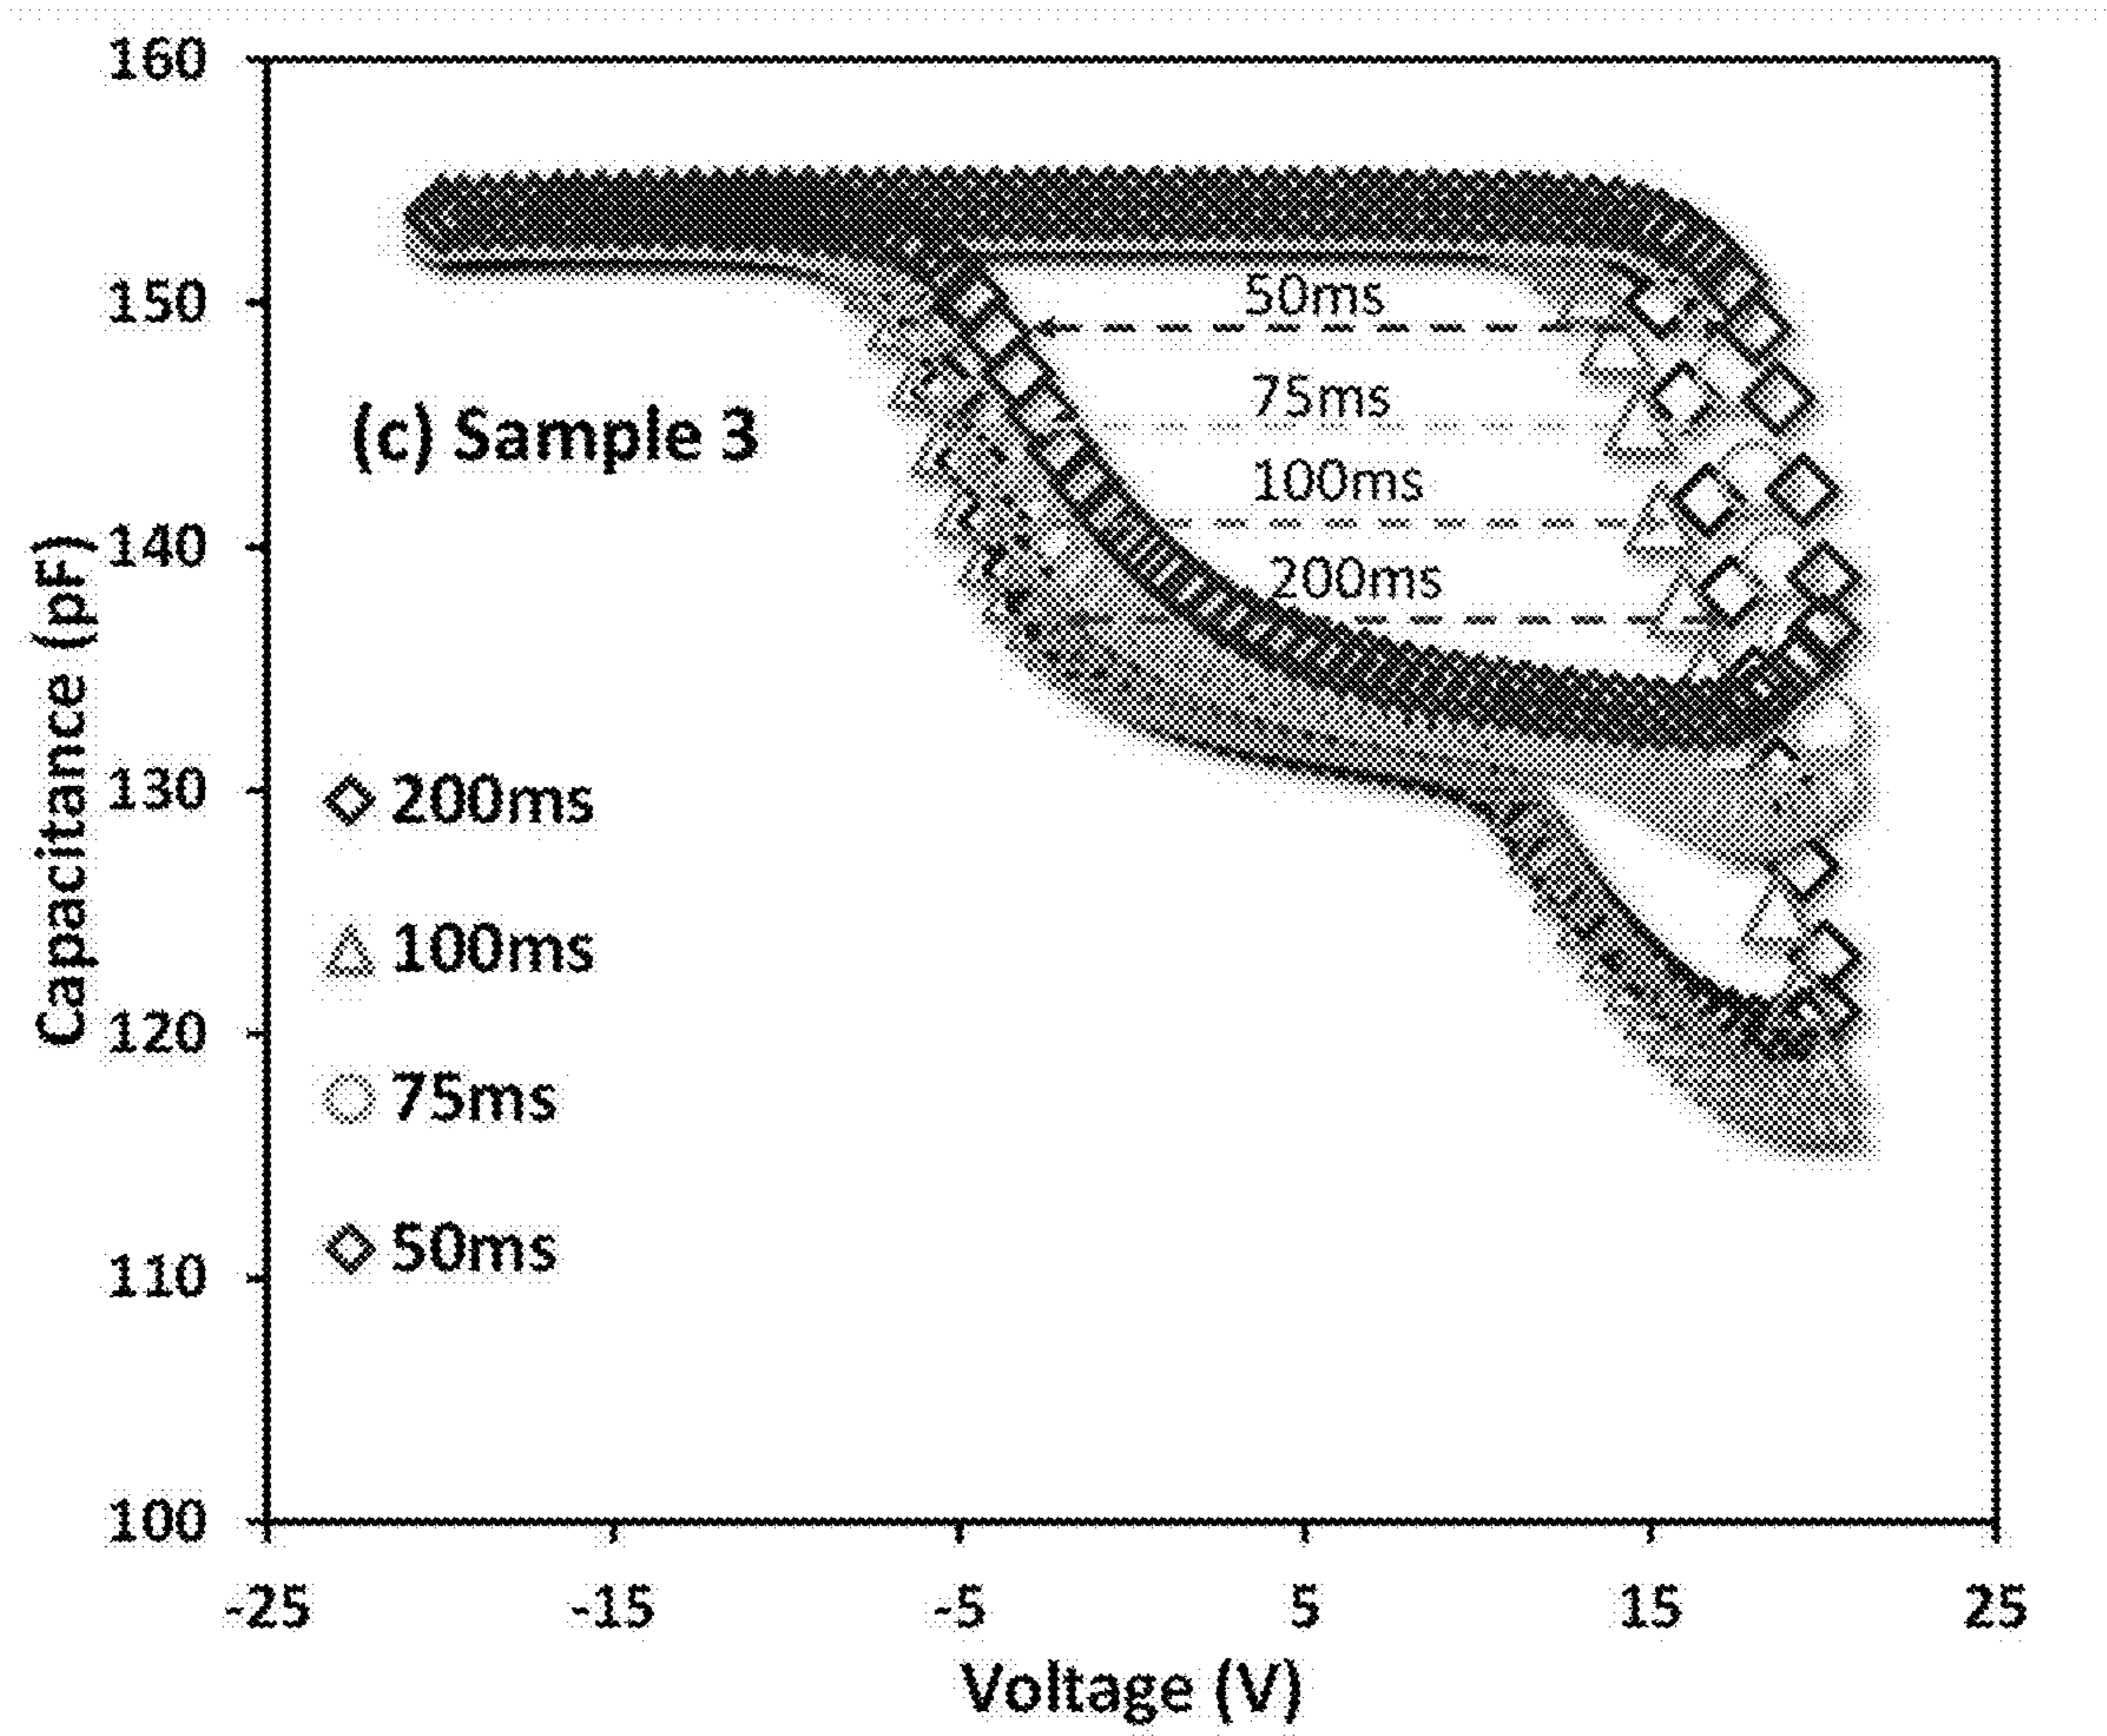 160
150
140
130
120
110
100
Capacitance (pF)
50ms
75ms
100ms
200ms
(c) Sample 3
200ms
100ms
75ms
50ms
-25
-15
-5
5
15
25
Voltage (V)